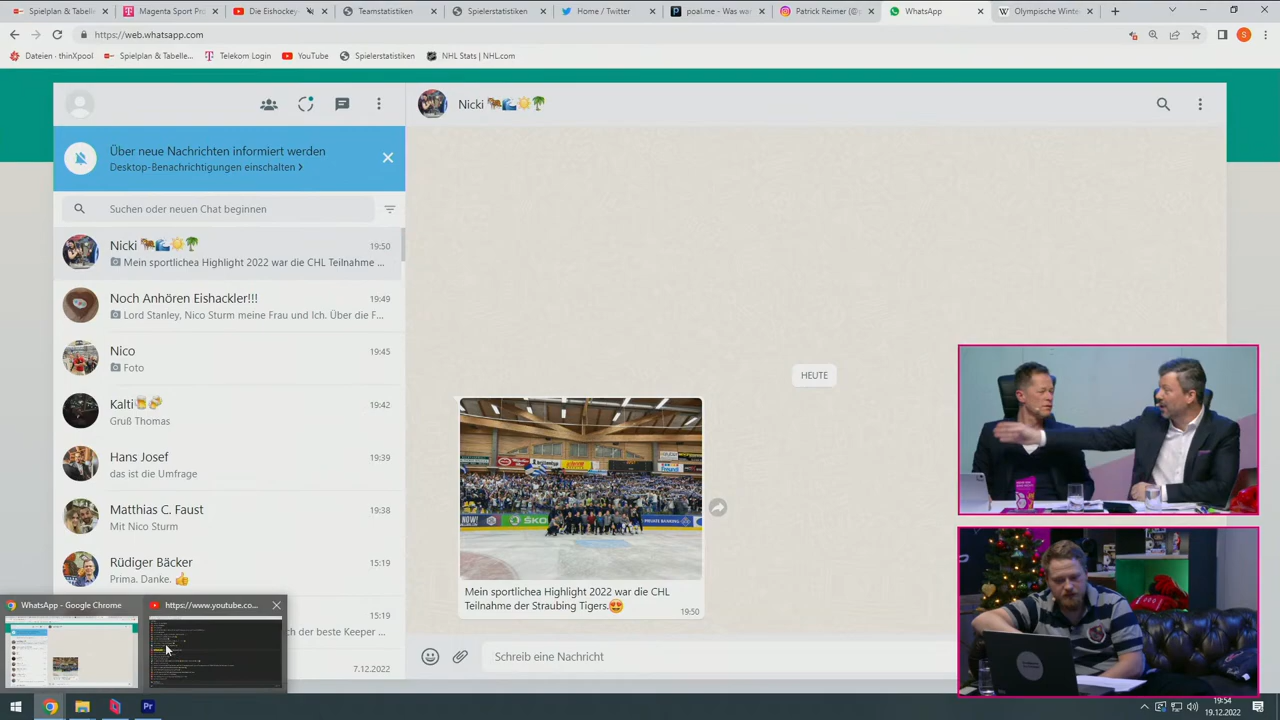 Spielplan & Tabelle
Magenta Sport Pro
Die Eishockey
Teamstatistiken
Spielerstatistiken
Home / Twitter
poal.me - Was war
Patrick Reimer (@
WhatsApp
Olympische Winte
https://web.whatsapp.com
Dateien · thinXpool
Spielplan & Tabelle...
Telekom Login
YouTube
Spielerstatistiken
NHL Stats | NHL.com
Nicki 🐅🌊☀️🌴
Über neue Nachrichten informiert werden
Desktop-Benachrichtigungen einschalten >
Suchen oder neuen Chat beginnen
Nicki 🐅🌊☀️🌴
19:50
Mein sportlichea Highlight 2022 war die CHL Teilnahme ...
Noch Anhören Eishackler!!!
19:49
Lord Stanley, Nico Sturm meine Frau und Ich. Über die F...
Nico
19:45
Foto
Kalti🍺🍻
19:42
Gruß Thomas
Hans Josef
19:39
das ist die Umfrage
Matthias C. Faust
19:38
Mit Nico Sturm
Rüdiger Bäcker
15:19
Prima. Danke. 👍
15:19
ch der beste Keeper
7.12.2022
HEUTE
ŠKO
PRIVATE BANKING
Mein sportlichea Highlight 2022 war die CHL
Teilnahme der Straubing Tigers.😍
19:50
Schreib eine Nachricht
WhatsApp - Google Chrome
https://www.youtube.co...
Pr
19:54
19.12.2022